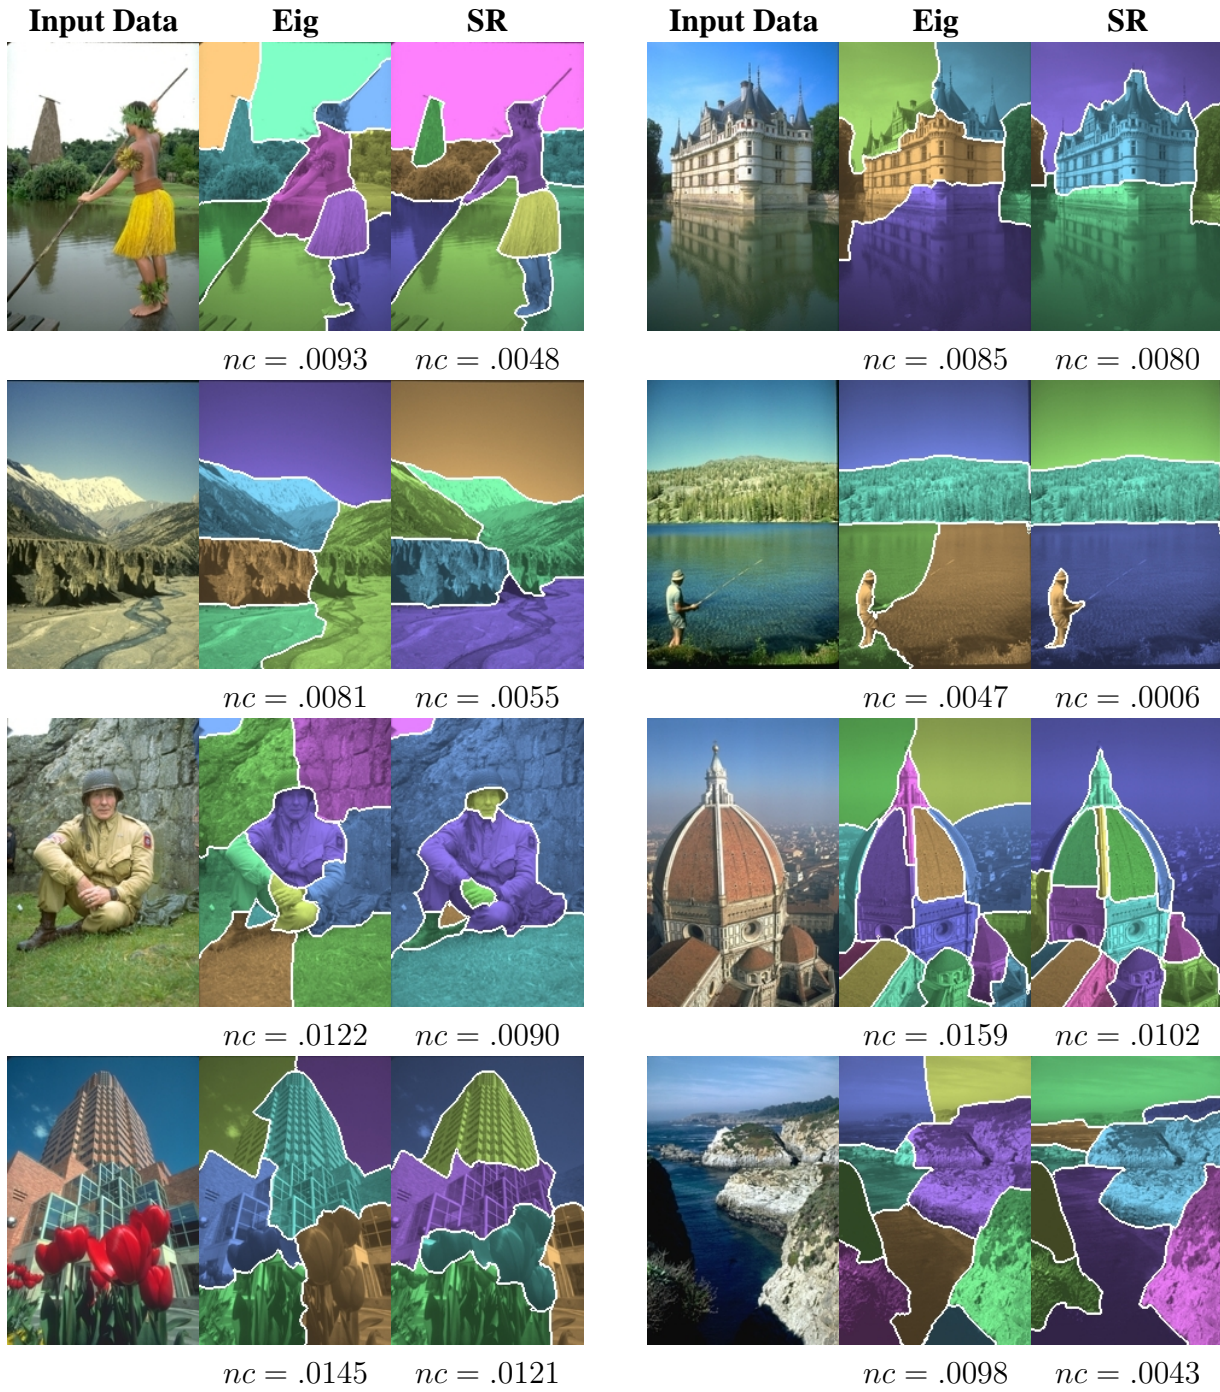 Input Data Eig SR Input Data Eig SR
nc = .0093 nc = .0048 nc = .0085 nc = .0080
nc = .0081 nc = .0055 nc = .0047 nc = .0006
nc = .0122 nc = .0090 nc = .0159 nc = .0102
nc = .0145 nc = .0121 nc = .0098 nc = .0043